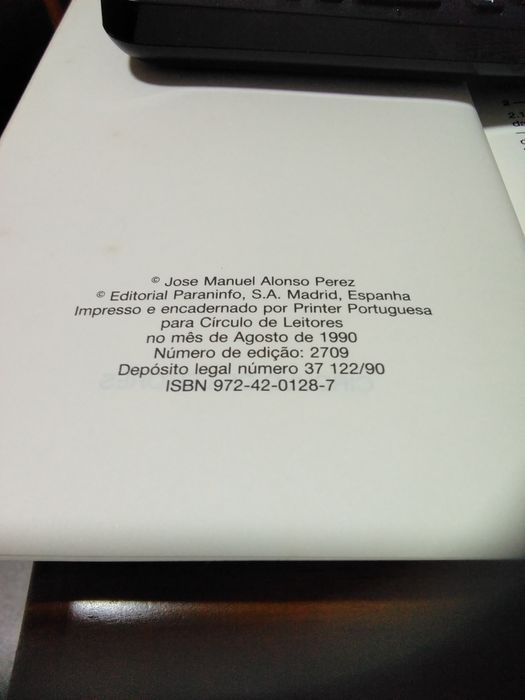 © Jose Manuel Alonso Perez
© Editorial Paraninfo, S.A. Madrid, Espanha
Impresso e encadernado por Printer Portuguesa
para Círculo de Leitores
no mês de Agosto de 1990
Número de edição: 2709
Depósito legal número 37 122/90
ISBN 972-42-0128-7